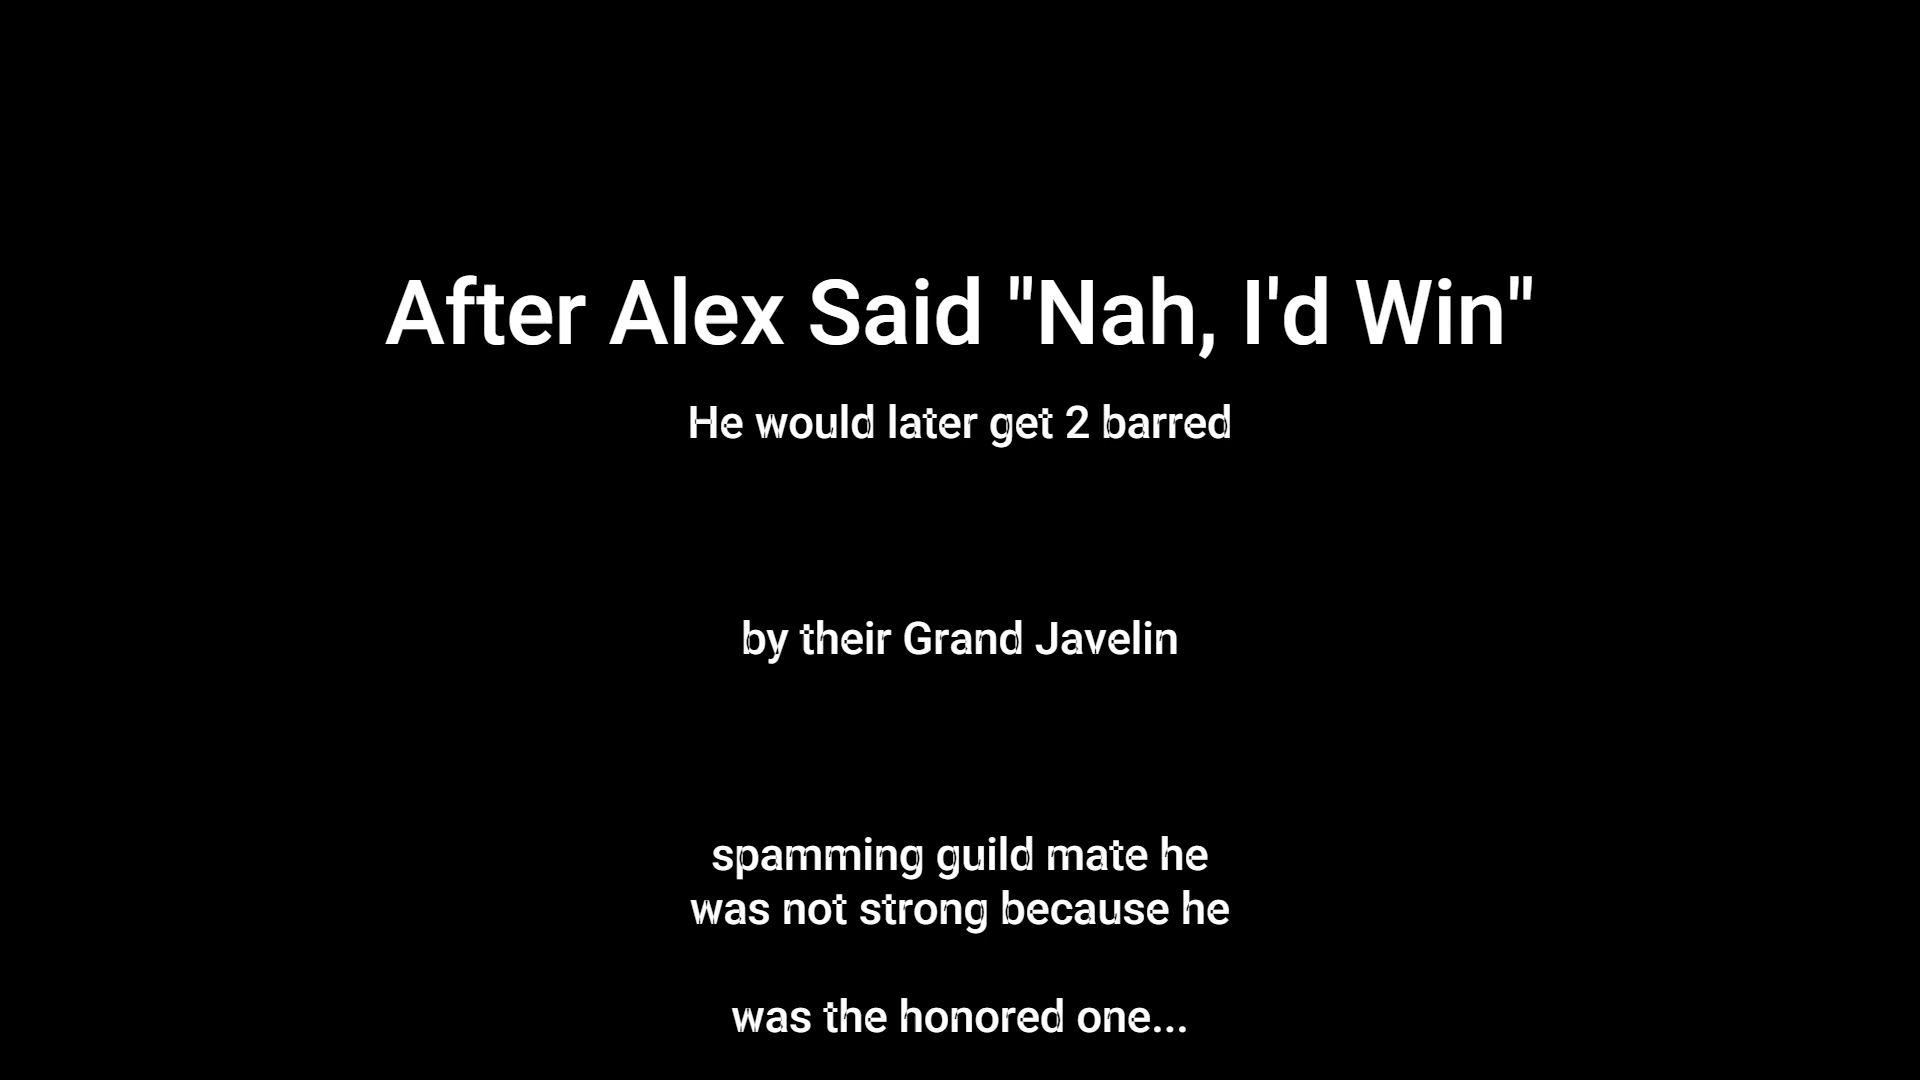 After Alex Said "Nah, I'd Win"
He would later get 2 barred
by their Grand Javelin
spamming guild mate he
was not strong because he
was the honored one...